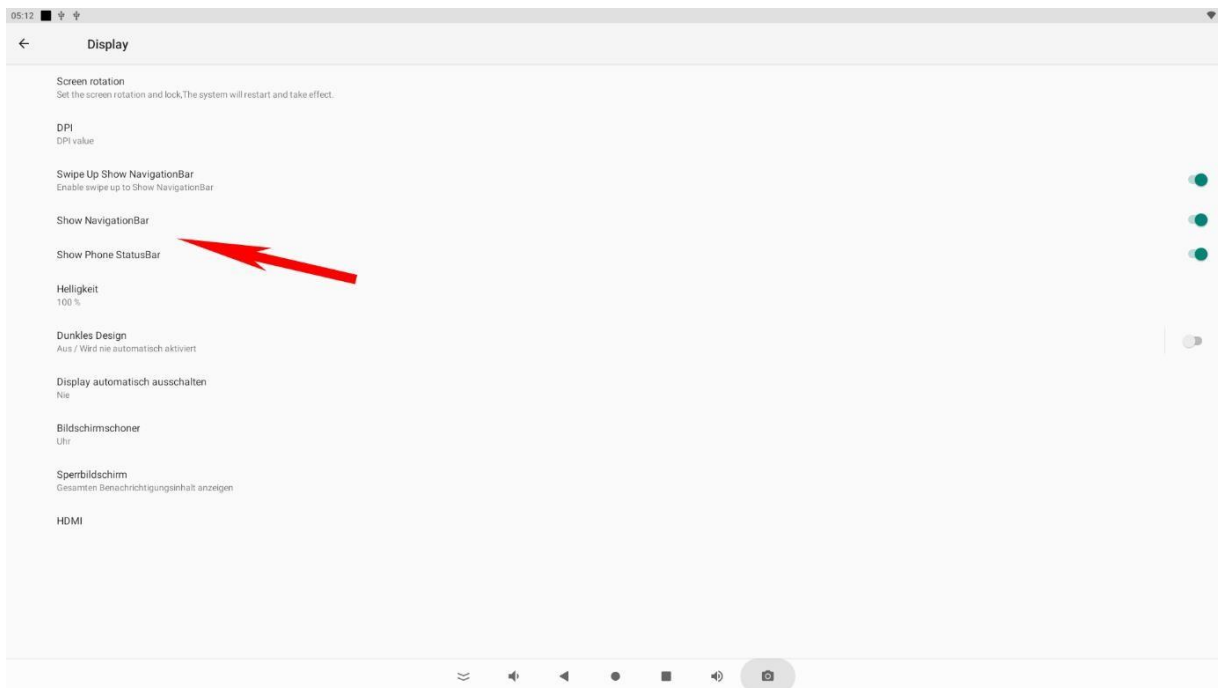 05:12
Display
Screen rotation
Set the screen rotation and lock,The system will restart and take effect.
DPI
DPI value
Swipe Up Show NavigationBar
Enable swipe up to Show NavigationBar
Show NavigationBar
Show Phone StatusBar
Helligkeit
100 %
Dunkles Design
Aus / Wird nie automatisch aktiviert
Display automatisch ausschalten
Nie
Bildschirmschoner
Uhr
Sperrbildschirm
Gesamten Benachrichtigungsinhalt anzeigen
HDMI